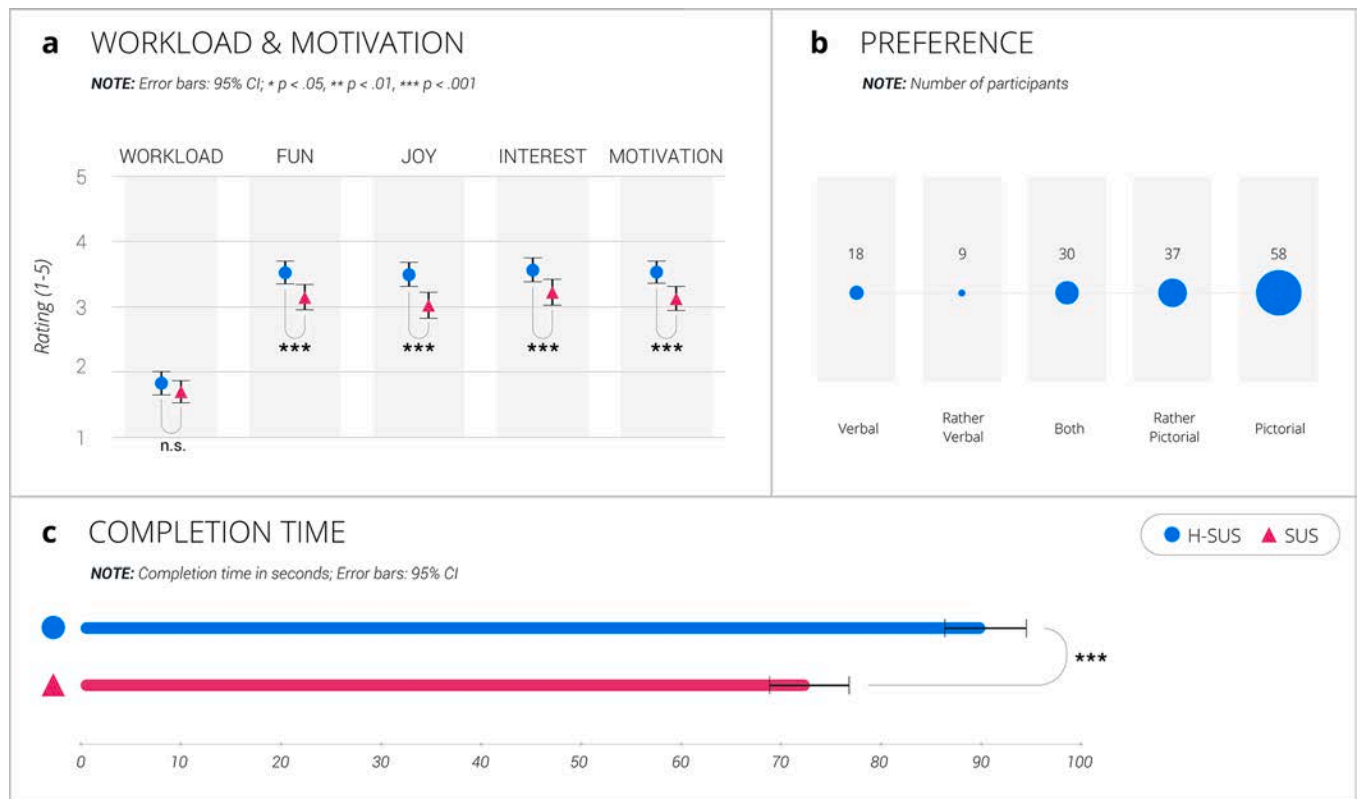 a WORKLOAD & MOTIVATION
NOTE: Error bars: 95% CI; * p < .05, ** p < .01, *** p < .001
WORKLOAD FUN JOY INTEREST MOTIVATION
5
4
3
2
1
Rating (1-5)
*** *** *** ***
n.s.
b PREFERENCE
NOTE: Number of participants
18 9 30 37 58
Verbal
Rather
Verbal
Both
Rather
Pictorial
Pictorial
c COMPLETION TIME
NOTE: Completion time in seconds; Error bars: 95% CI
H-SUS SUS
***
0 10 20 30 40 50 60 70 80 90 100